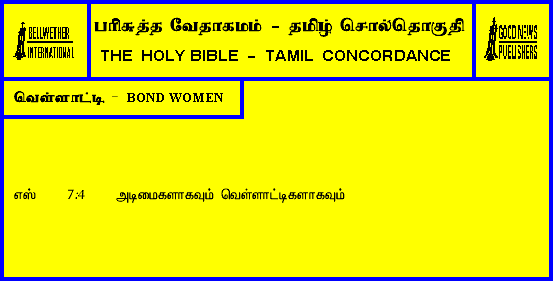 BELLWETHER
INTERNATIONAL
பரிசுத்த வேதாகமம் - தமிழ் சொல்தொகுதி
THE HOLY BIBLE - TAMIL CONCORDANCE
GOOD NEWS
PUBLISHERS
வெள்ளாட்டி - BOND WOMEN
எஸ் 7:4 அடிமைகளாகவும் வெள்ளாட்டிகளாகவும்